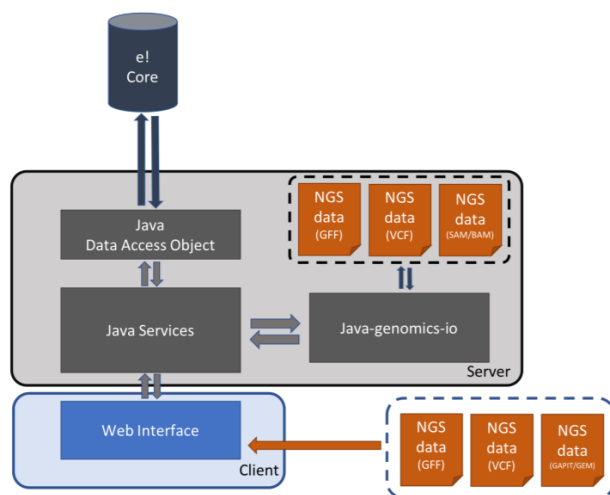 e!
Core
NGS
data
(GFF)
NGS
data
(VCF)
NGS
data
(SAM/BAM)
Java
Data Access Object
Java Services
Java-genomics-io
Server
Web Interface
Client
NGS
data
(GFF)
NGS
data
(VCF)
NGS
data
(GAPIT/GEM)